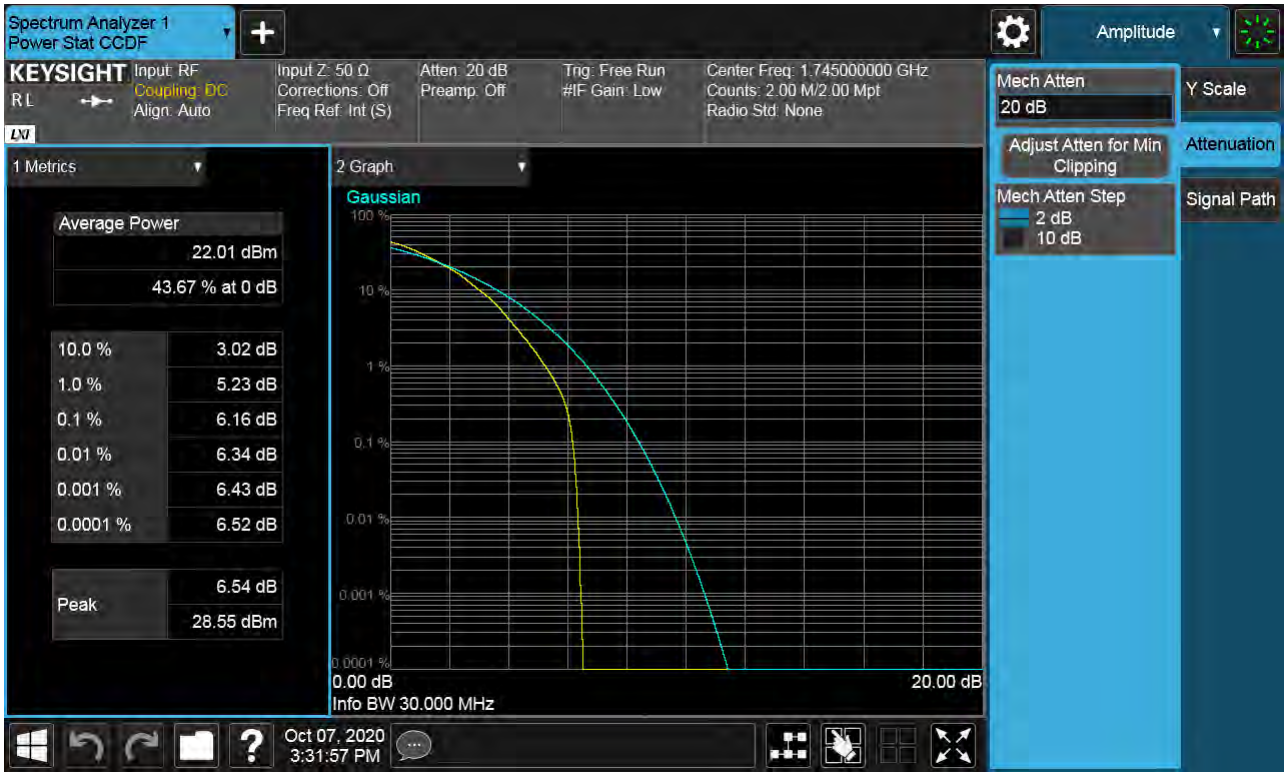 Spectrum Analyzer 1
Power Stat CCDF
+
Amplitude
KEYSIGHT
R L
LXI
Input: RF
Coupling: DC
Align: Auto
Input Z: 50 Ω
Corrections: Off
Freq Ref: Int (S)
Atten: 20 dB
Preamp: Off
Trig: Free Run
#IF Gain: Low
Center Freq: 1.745000000 GHz
Counts: 2.00 M/2.00 Mpt
Radio Std: None
Mech Atten
20 dB
Adjust Atten for Min
Clipping
Mech Atten Step
2 dB
10 dB
Y Scale
Attenuation
Signal Path
1 Metrics
Average Power
22.01 dBm
43.67 % at 0 dB
10.0 % 3.02 dB
1.0 % 5.23 dB
0.1 % 6.16 dB
0.01 % 6.34 dB
0.001 % 6.43 dB
0.0001 % 6.52 dB
Peak
6.54 dB
28.55 dBm
2 Graph
Gaussian
100 %
10 %
1 %
0.1 %
0.01 %
0.001 %
0.0001 %
0.00 dB
20.00 dB
Info BW 30.000 MHz
?
Oct 07, 2020
3:31:57 PM